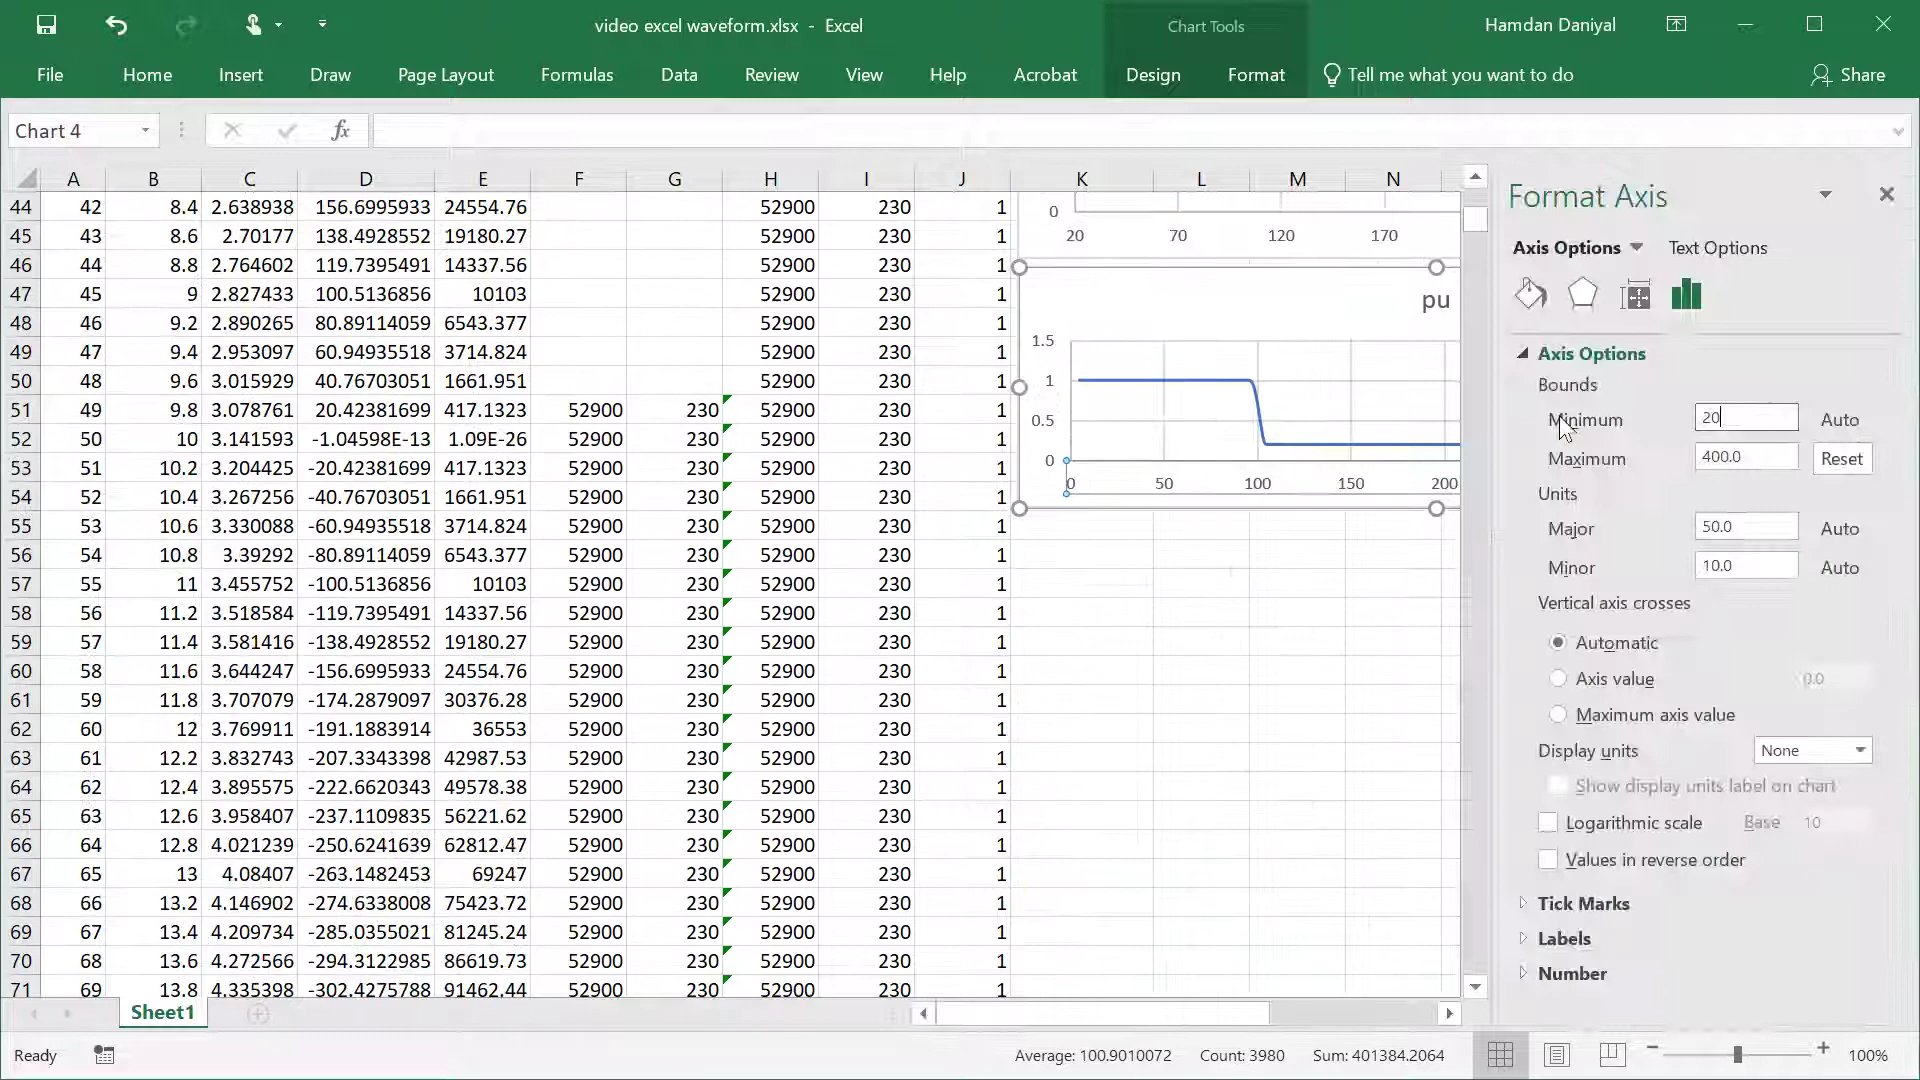 video excel waveform.xlsx - Excel
Chart Tools
Hamdan Daniyal
File Home Insert Draw Page Layout Formulas Data Review View Help Acrobat Design Format Tell me what you want to do Share
Chart 4 fx
A B C D E F G H I J K L M N
44 42 8.4 2.638938 156.6995933 24554.76 52900 230 1
45 43 8.6 2.70177 138.4928552 19180.27 52900 230 1
46 44 8.8 2.764602 119.7395491 14337.56 52900 230 1
47 45 9 2.827433 100.5136856 10103 52900 230 1
48 46 9.2 2.890265 80.89114059 6543.377 52900 230 1
49 47 9.4 2.953097 60.94935518 3714.824 52900 230 1
50 48 9.6 3.015929 40.76703051 1661.951 52900 230 1
51 49 9.8 3.078761 20.42381699 417.1323 52900 230 52900 230 1
52 50 10 3.141593 -1.04598E-13 1.09E-26 52900 230 52900 230 1
53 51 10.2 3.204425 -20.42381699 417.1323 52900 230 52900 230 1
54 52 10.4 3.267256 -40.76703051 1661.951 52900 230 52900 230 1
55 53 10.6 3.330088 -60.94935518 3714.824 52900 230 52900 230 1
56 54 10.8 3.39292 -80.89114059 6543.377 52900 230 52900 230 1
57 55 11 3.455752 -100.5136856 10103 52900 230 52900 230 1
58 56 11.2 3.518584 -119.7395491 14337.56 52900 230 52900 230 1
59 57 11.4 3.581416 -138.4928552 19180.27 52900 230 52900 230 1
60 58 11.6 3.644247 -156.6995933 24554.76 52900 230 52900 230 1
61 59 11.8 3.707079 -174.2879097 30376.28 52900 230 52900 230 1
62 60 12 3.769911 -191.1883914 36553 52900 230 52900 230 1
63 61 12.2 3.832743 -207.3343398 42987.53 52900 230 52900 230 1
64 62 12.4 3.895575 -222.6620343 49578.38 52900 230 52900 230 1
65 63 12.6 3.958407 -237.1109835 56221.62 52900 230 52900 230 1
66 64 12.8 4.021239 -250.6241639 62812.47 52900 230 52900 230 1
67 65 13 4.08407 -263.1482453 69247 52900 230 52900 230 1
68 66 13.2 4.146902 -274.6338008 75423.72 52900 230 52900 230 1
69 67 13.4 4.209734 -285.0355021 81245.24 52900 230 52900 230 1
70 68 13.6 4.272566 -294.3122985 86619.73 52900 230 52900 230 1
71 69 13.8 4.335398 -302.4275788 91462.44 52900 230 52900 230 1
0
20 70 120 170
pu
1.5
1
0.5
0
0 50 100 150 200
Format Axis
Axis Options Text Options
Axis Options
Bounds
Minimum 20 Auto
Maximum 400.0 Reset
Units
Major 50.0 Auto
Minor 10.0 Auto
Vertical axis crosses
Automatic
Axis value 0.0
Maximum axis value
Display units None
Show display units label on chart
Logarithmic scale Base 10
Values in reverse order
Tick Marks
Labels
Number
Sheet1
Ready Average: 100.9010072 Count: 3980 Sum: 401384.2064 100%